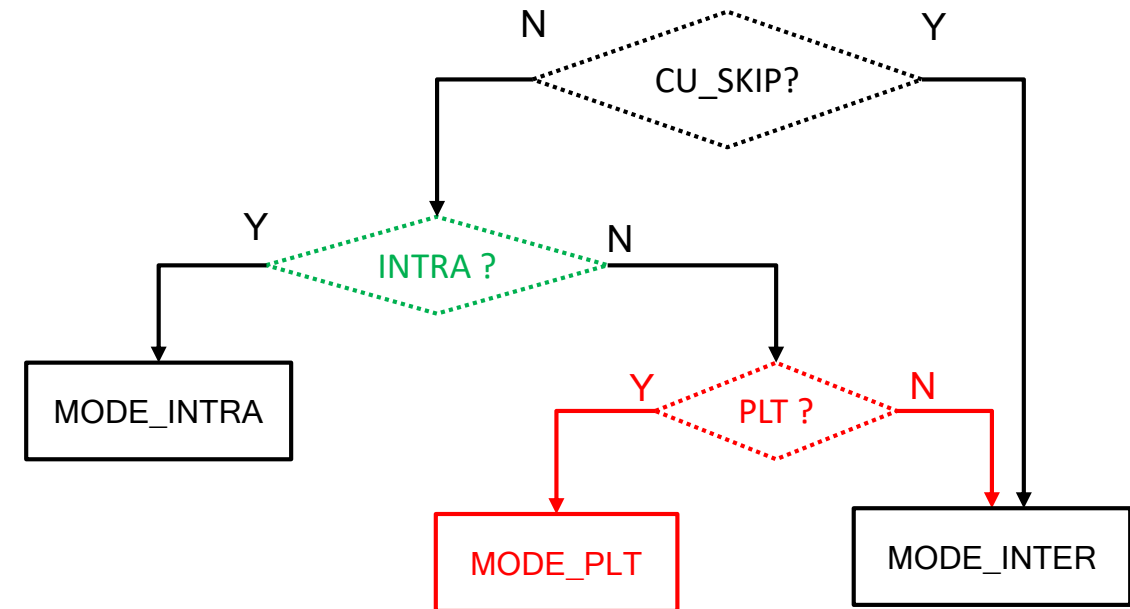 N
Y
CU_SKIP?
Y
N
INTRA ?
MODE_INTRA
Y
N
PLT ?
MODE_PLT
MODE_INTER